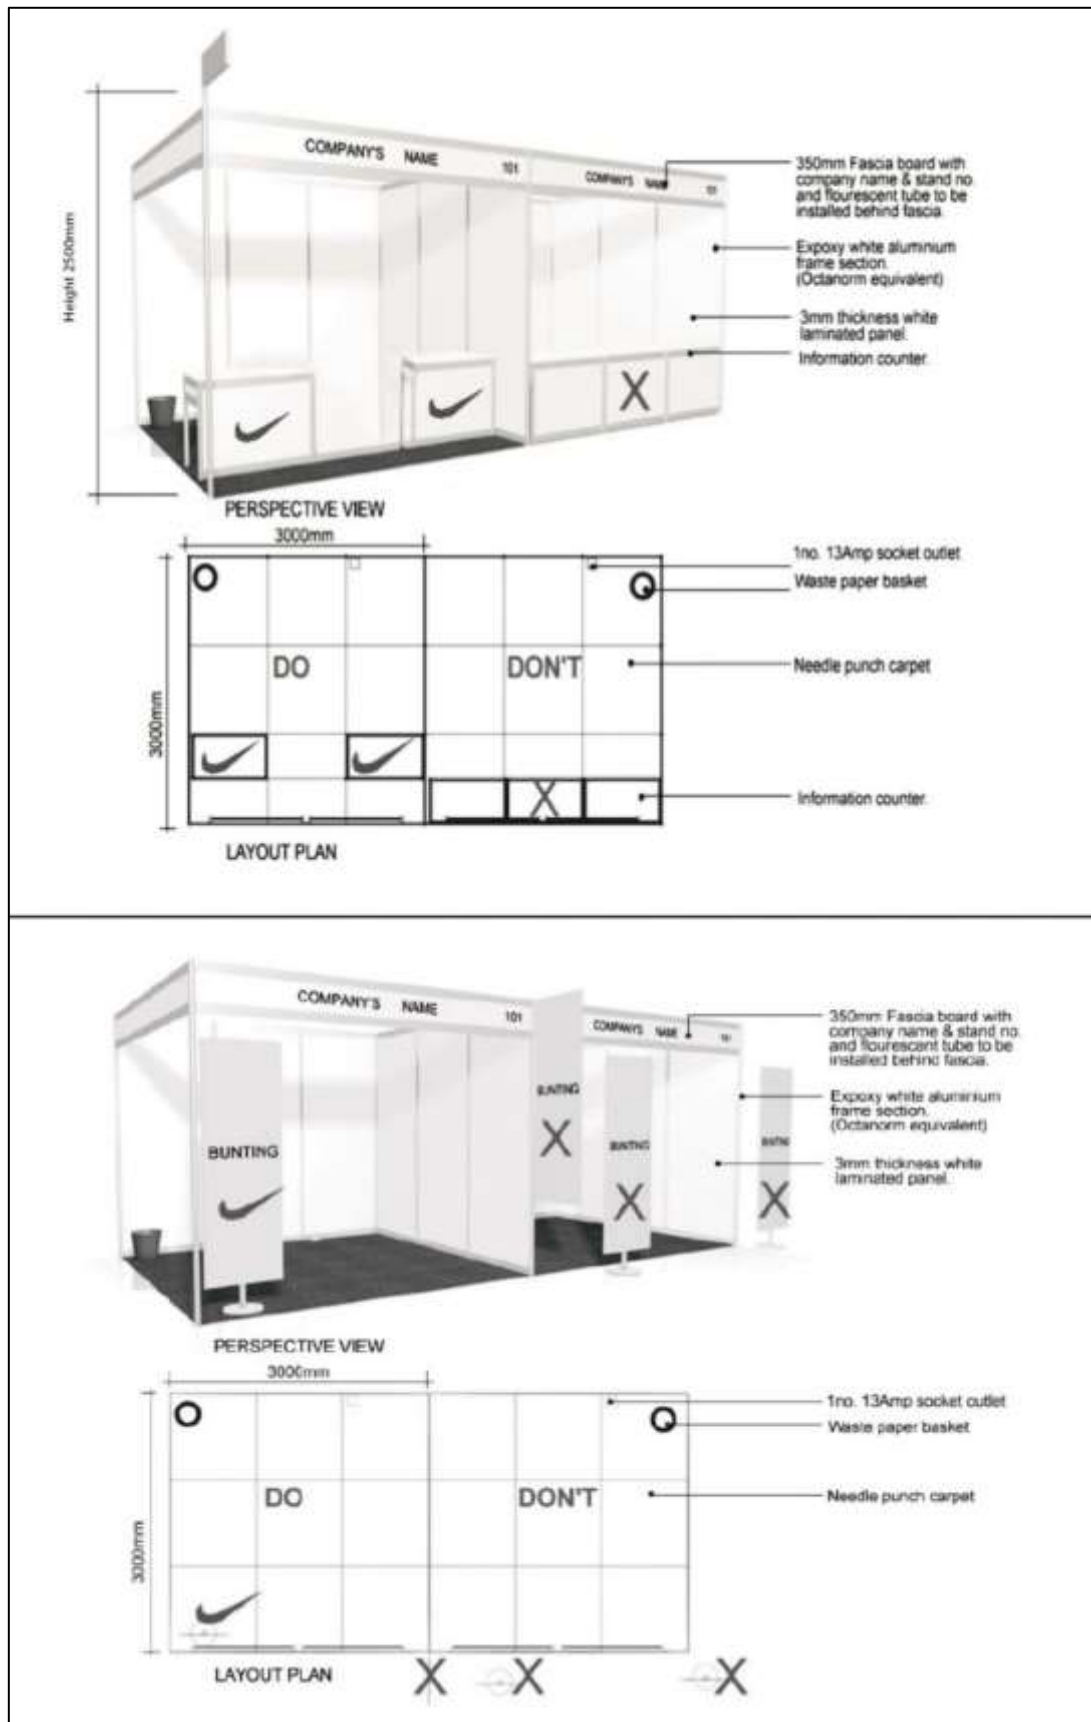 COMPANY'S NAME 101
COMPANY'S NAME 101
350mm Fascia board with
company name & stand no.
and flourescent tube to be
installed behind fascia.
Height 2500mm
Expoxy white aluminium
frame section.
(Octanorm equivalent)
3mm thickness white
laminated panel.
Information counter.
X
PERSPECTIVE VIEW
3000mm
1no. 13Amp socket outlet
Waste paper basket
DO
DON'T
Needle punch carpet
3000mm
X
Information counter.
LAYOUT PLAN
COMPANY'S NAME 101
COMPANY'S NAME 101
350mm Fascia board with
company name & stand no.
and flourescent tube to be
installed behind fascia.
BUNTING
Expoxy white aluminium
frame section.
(Octanorm equivalent)
BUNTING
X
BUNTING
X
BUNTING
X
3mm thickness white
laminated panel.
PERSPECTIVE VIEW
3000mm
1no. 13Amp socket outlet
Waste paper basket
DO
DON'T
Needle punch carpet
3000mm
LAYOUT PLAN
X X X